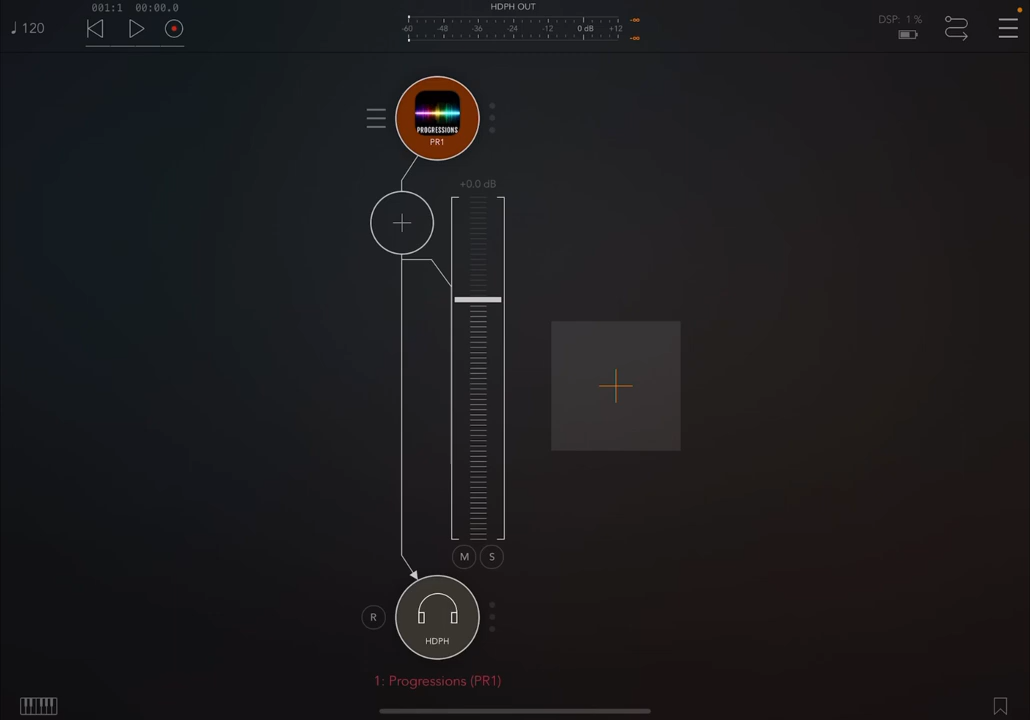 001:1 00:00.0
120
HDPH OUT
-60 -48 -36 -24 -12 0 dB +12
-∞
-∞
DSP: 1 %
PROGRESSIONS
PR1
+0.0 dB
M S
R
HDPH
1: Progressions (PR1)